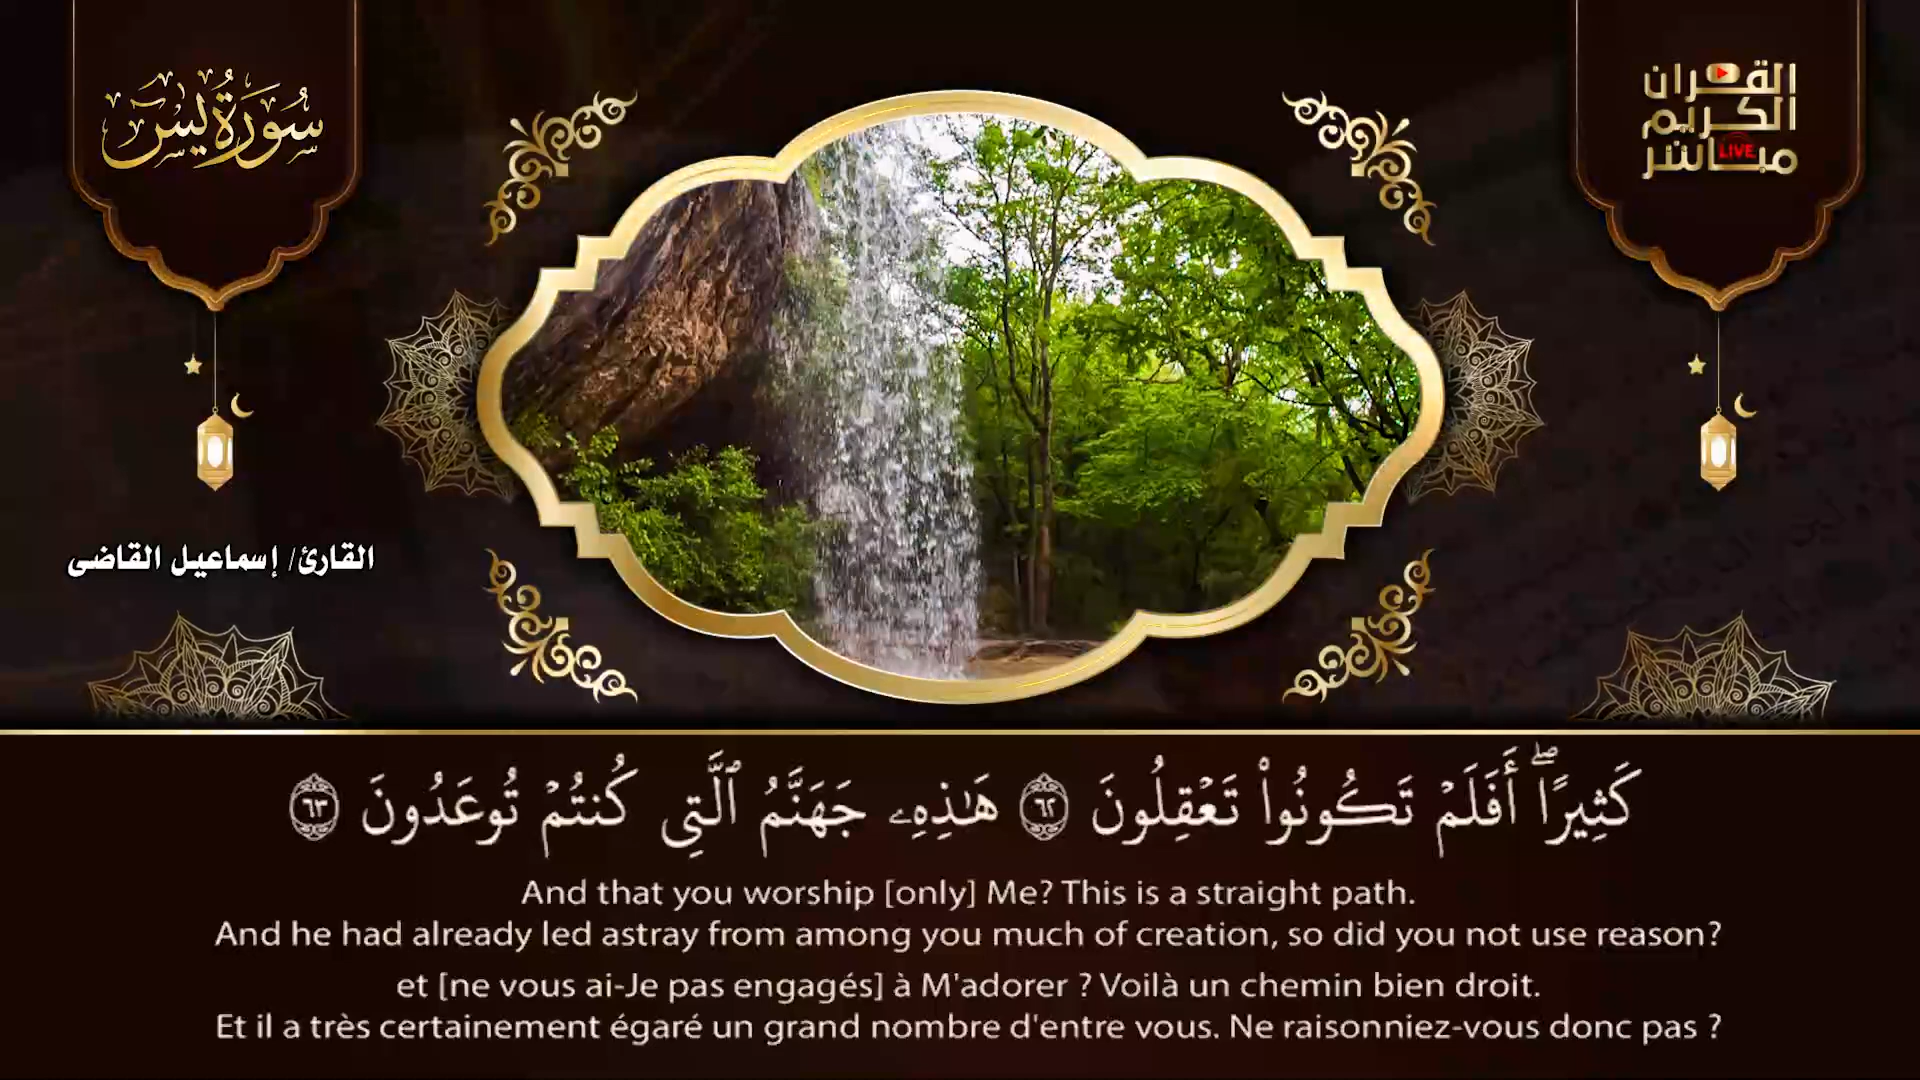 سُورَةُ يسٓ
القـرآن
الكريم
مباشر
LIVE
القارئ/ إسماعيل القاضى
كَثِيرًاۖ أَفَلَمۡ تَكُونُواْ تَعۡقِلُونَ ٦٢ هَٰذِهِۦ جَهَنَّمُ ٱلَّتِي كُنتُمۡ تُوعَدُونَ ٦٣
And that you worship [only] Me? This is a straight path.
And he had already led astray from among you much of creation, so did you not use reason?
et [ne vous ai-Je pas engagés] à M'adorer ? Voilà un chemin bien droit.
Et il a très certainement égaré un grand nombre d'entre vous. Ne raisonniez-vous donc pas ?